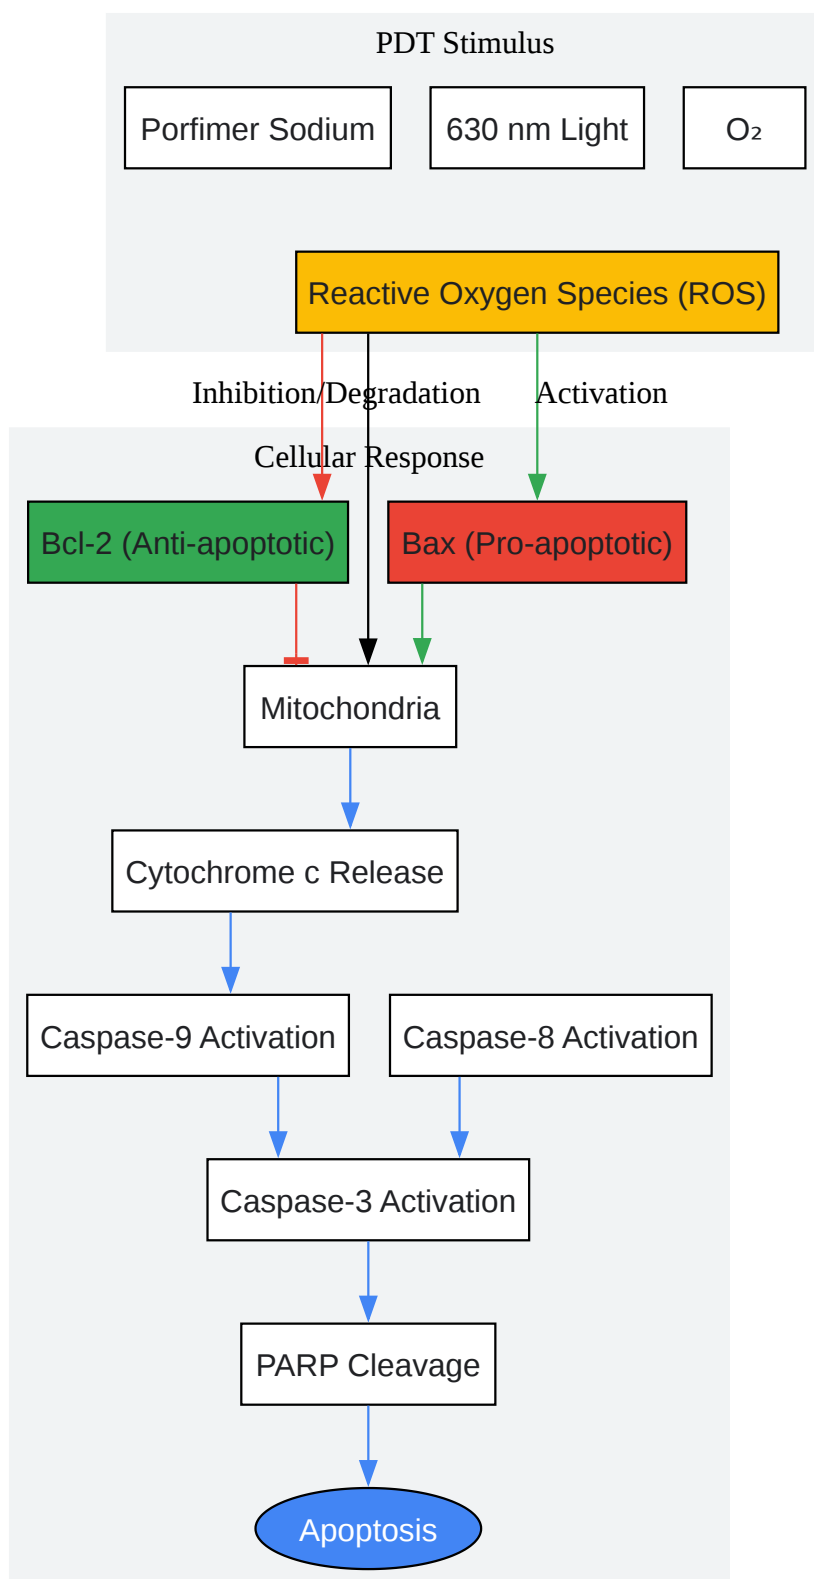 PDT Stimulus
Porfimer Sodium
630 nm Light
O₂
Reactive Oxygen Species (ROS)
Inhibition/Degradation
Activation
Cellular Response
Bcl-2 (Anti-apoptotic)
Bax (Pro-apoptotic)
Mitochondria
Cytochrome c Release
Caspase-9 Activation
Caspase-8 Activation
Caspase-3 Activation
PARP Cleavage
Apoptosis